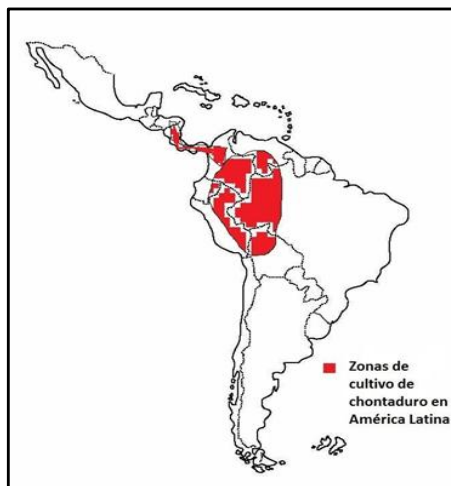 Zonas de
cultivo de
chontaduro en
América Latina